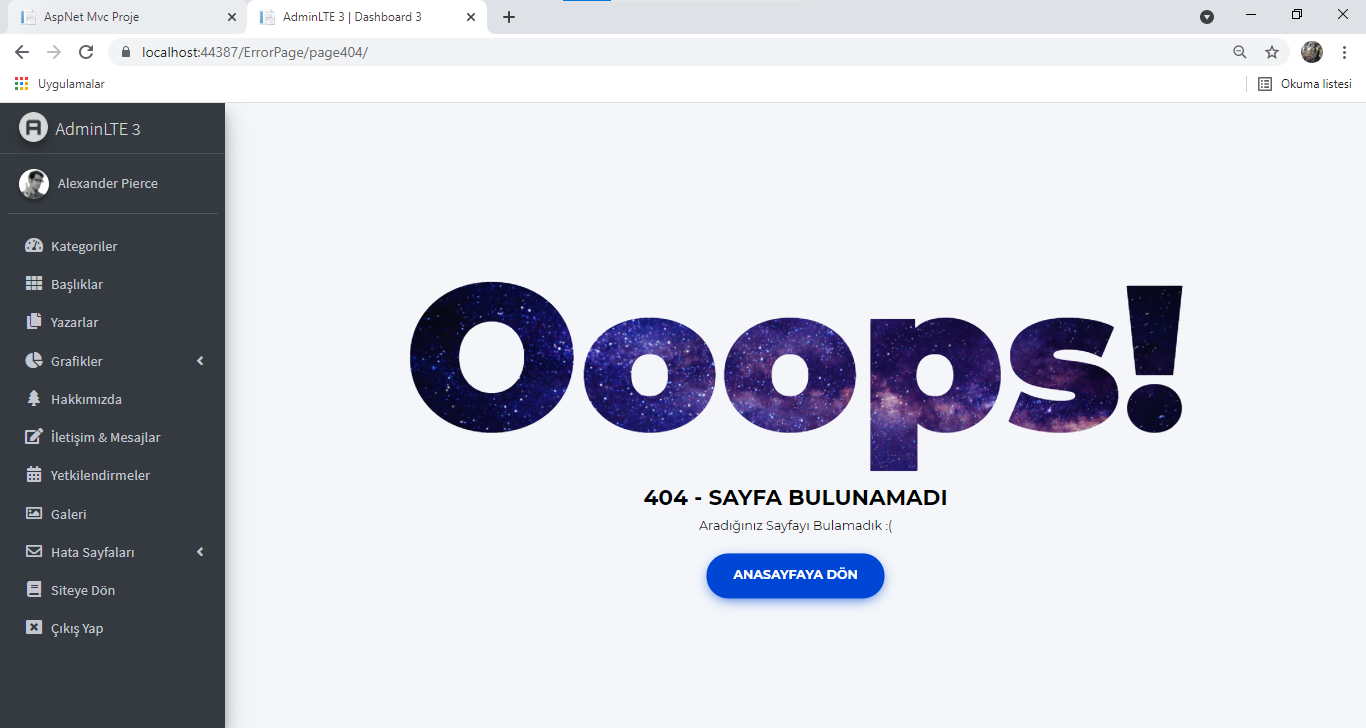 AspNet Mvc Proje
AdminLTE 3 | Dashboard 3
localhost:44387/ErrorPage/page404/
Uygulamalar
Okuma listesi
AdminLTE 3
Alexander Pierce
Kategoriler
Başlıklar
Yazarlar
Grafikler
Hakkımızda
İletişim & Mesajlar
Yetkilendirmeler
Galeri
Hata Sayfaları
Siteye Dön
Çıkış Yap
Ooops!
404 - SAYFA BULUNAMADI
Aradığınız Sayfayı Bulamadık :(
ANASAYFAYA DÖN